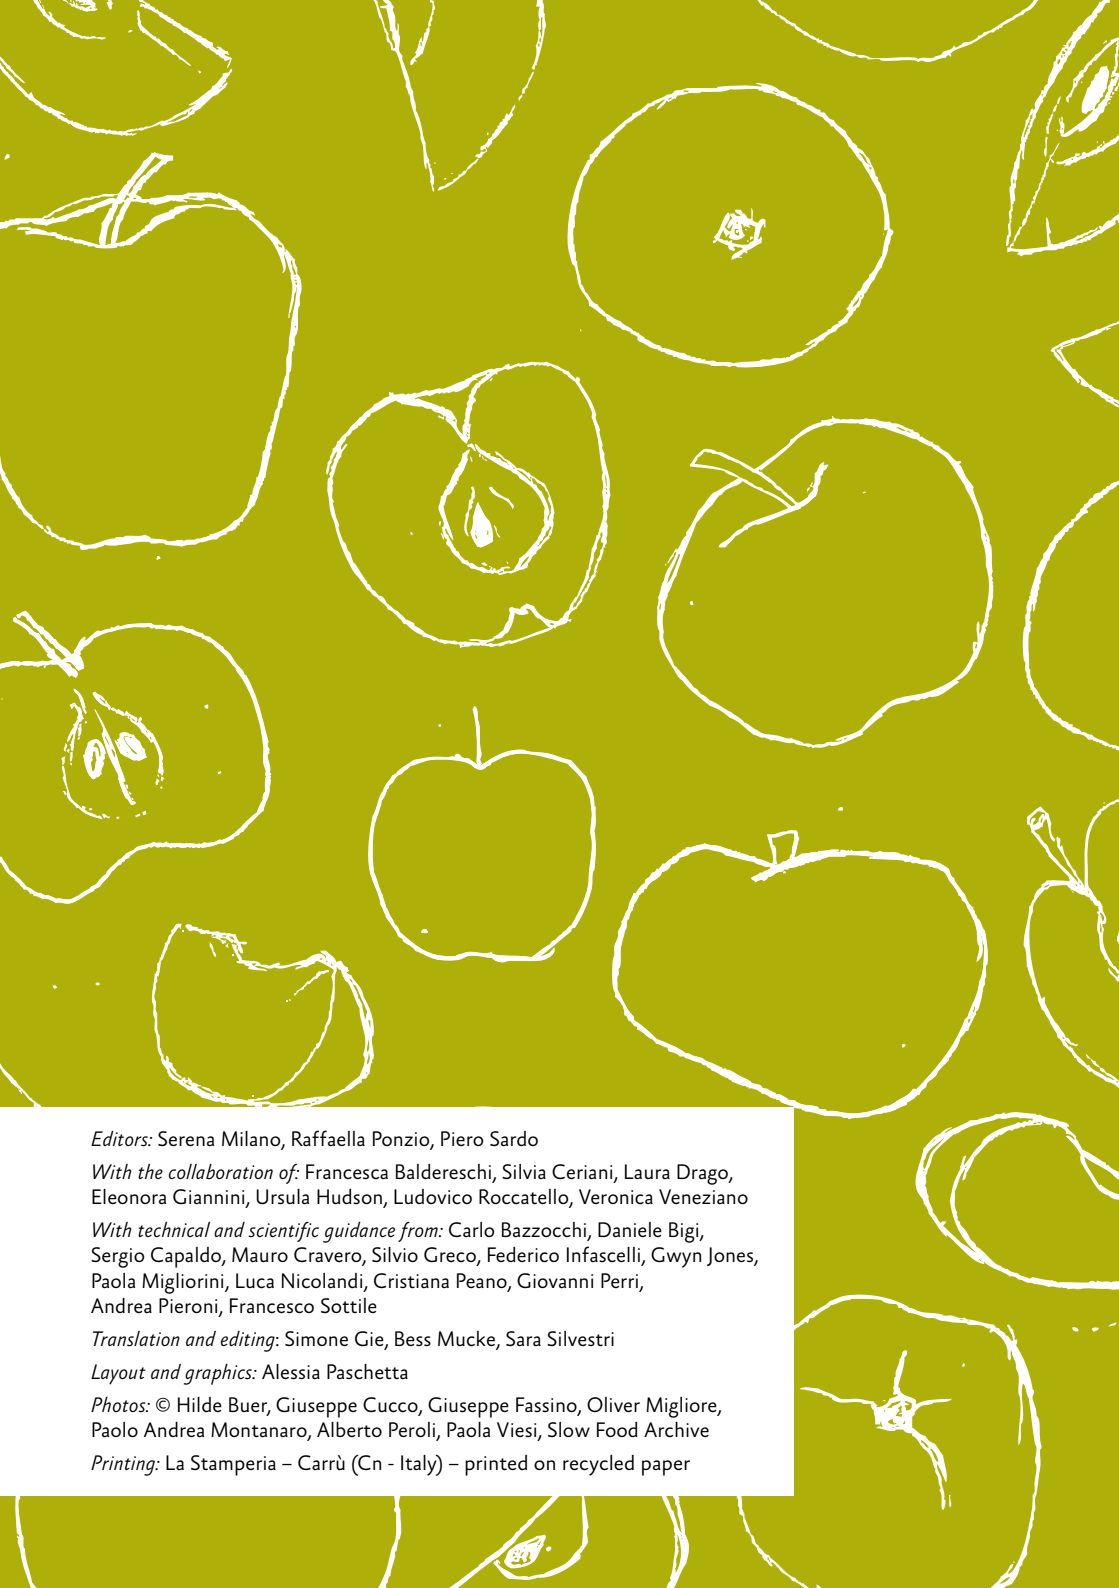 Editors: Serena Milano, Raffaella Ponzio, Piero Sardo
With the collaboration of: Francesca Baldereschi, Silvia Ceriani, Laura Drago,
Eleonora Giannini, Ursula Hudson, Ludovico Roccatello, Veronica Veneziano
With technical and scientific guidance from: Carlo Bazzocchi, Daniele Bigi,
Sergio Capaldo, Mauro Cravero, Silvio Greco, Federico Infascelli, Gwyn Jones,
Paola Migliorini, Luca Nicolandi, Cristiana Peano, Giovanni Perri,
Andrea Pieroni, Francesco Sottile
Translation and editing: Simone Gie, Bess Mucke, Sara Silvestri
Layout and graphics: Alessia Paschetta
Photos: © Hilde Buer, Giuseppe Cucco, Giuseppe Fassino, Oliver Migliore,
Paolo Andrea Montanaro, Alberto Peroli, Paola Viesi, Slow Food Archive
Printing: La Stamperia – Carrù (Cn - Italy) – printed on recycled paper